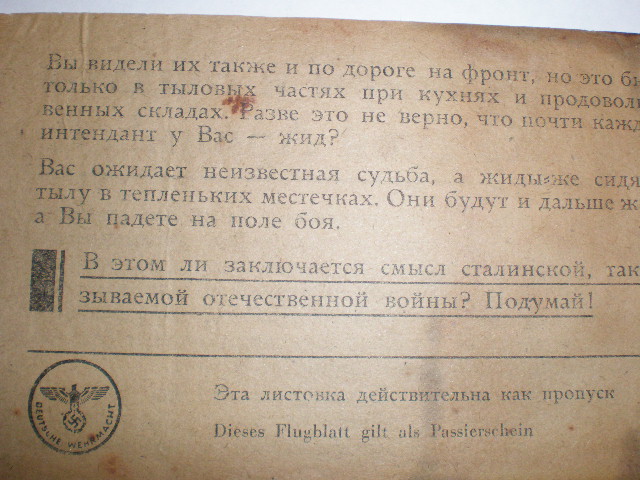 Вы видели их также и по дороге на фронт, но это
только в тыловых частях при кухнях и
венных складах. Разве это не верно, что почти
интендант у Вас — жид?
Вас ожидает неизвестная судьба, а жиды же
тылу в тепленьких местечках. Они будут и дальше
а Вы падете на поле боя.
В этом ли заключается смысл сталинской, так
зываемой отечественной войны? Подумай!
Эта листовка действительна как пропуск
Dieses Flugblatt gilt als Passierschein
DEUTSCHE WEHRMACHT